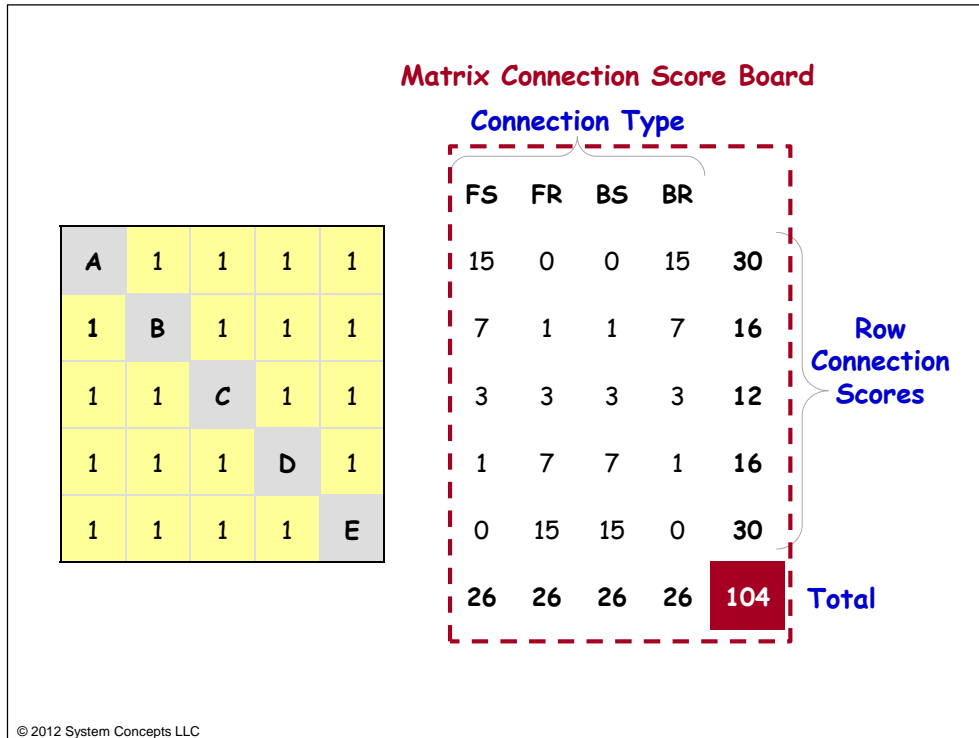 Matrix Connection Score Board
Connection Type
FS FR BS BR
A 1 1 1 1 15 0 0 15 30
1 B 1 1 1 7 1 1 7 16
1 1 C 1 1 3 3 3 3 12
1 1 1 D 1 1 7 7 1 16
1 1 1 1 E 0 15 15 0 30
26 26 26 26 104 Total
Row
Connection
Scores
© 2012 System Concepts LLC